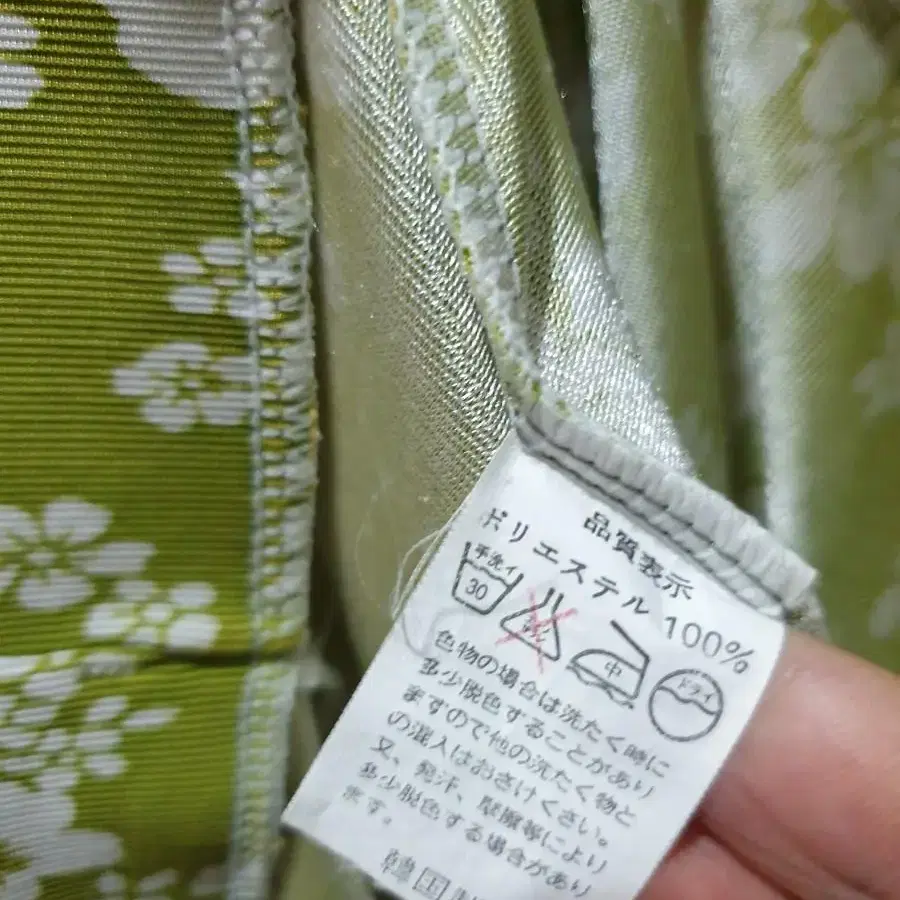 品質表示
ポリエステル 100%
手洗イ
30
中
ドライ
色物の場合は洗たく時に
多少脱色することがあり
ますので他の洗たく物と
の混入はおさけください。
又、発汗、摩擦等により
多少脱色する場合があり
ます。
韓国